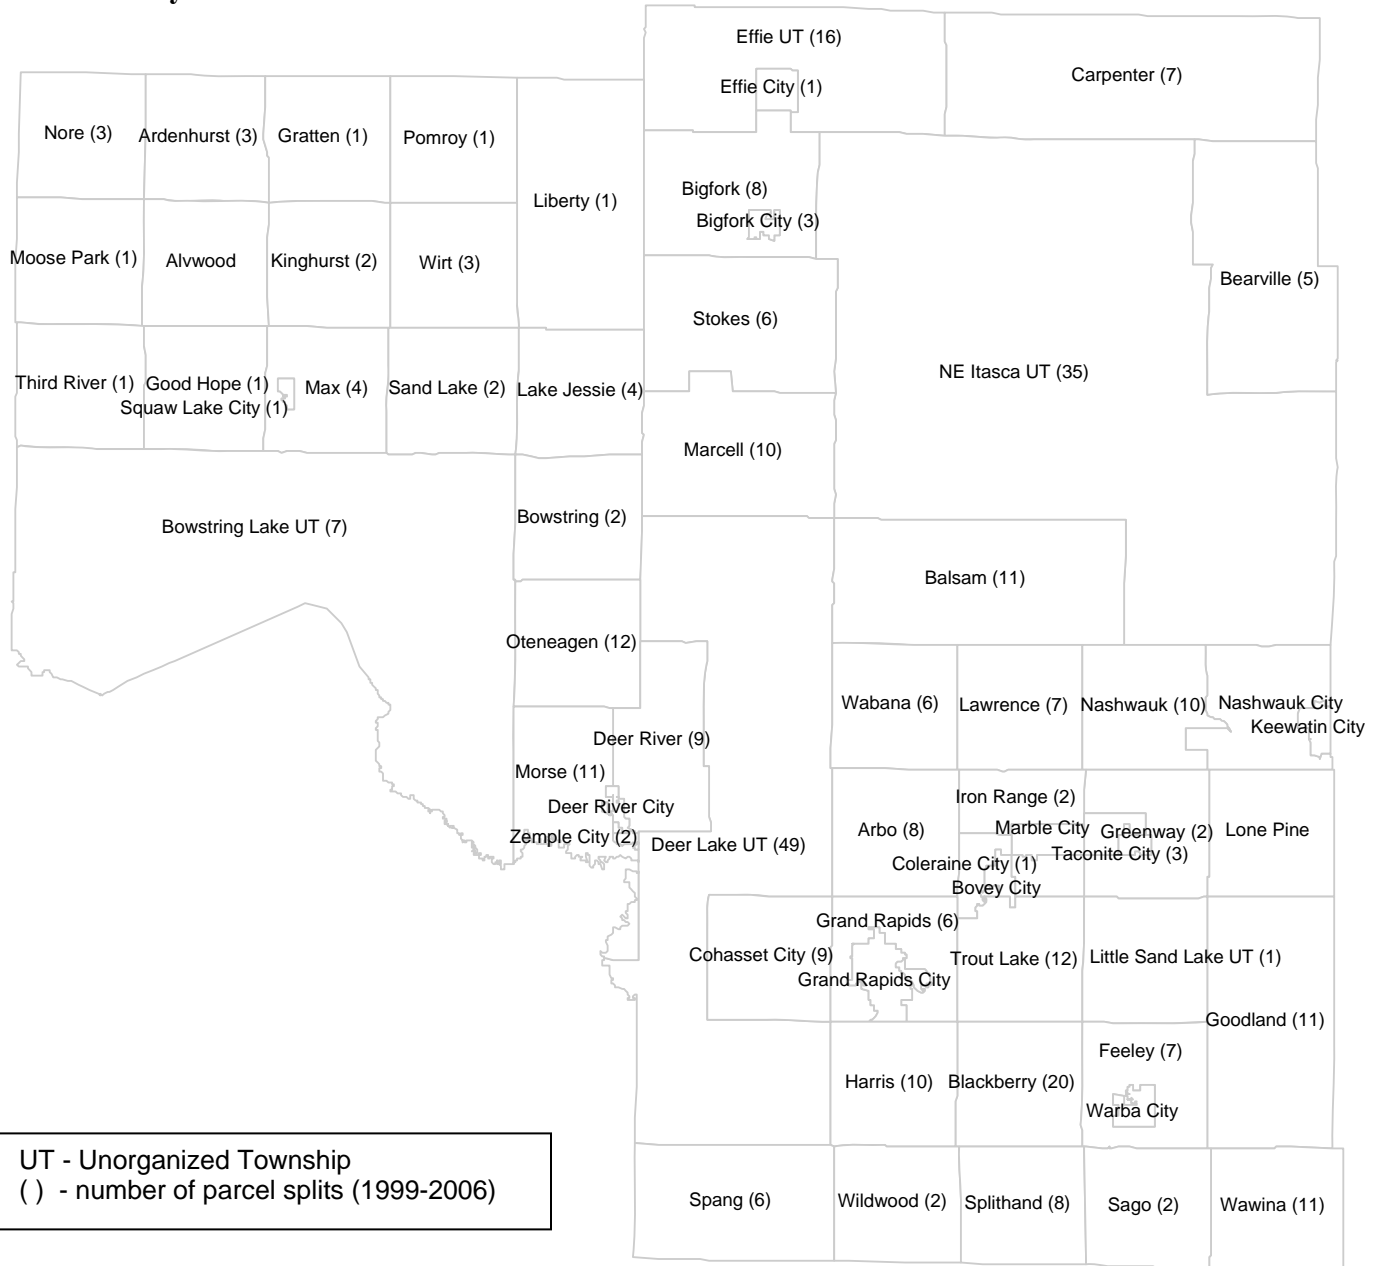 Effie UT (16)
Carpenter (7)
Effie City (1)
Nore (3)
Ardenhurst (3)
Gratten (1)
Pomroy (1)
Liberty (1)
Bigfork (8)
Bigfork City (3)
Moose Park (1)
Alvwood
Kinghurst (2)
Wirt (3)
Bearville (5)
Stokes (6)
NE Itasca UT (35)
Third River (1)
Good Hope (1)
Squaw Lake City (1)
Max (4)
Sand Lake (2)
Lake Jessie (4)
Marcell (10)
Bowstring Lake UT (7)
Bowstring (2)
Balsam (11)
Oteneagen (12)
Wabana (6)
Lawrence (7)
Nashwauk (10)
Nashwauk City
Keewatin City
Deer River (9)
Morse (11)
Deer River City
Zemple City (2)
Deer Lake UT (49)
Arbo (8)
Iron Range (2)
Marble City
Greenway (2)
Lone Pine
Taconite City (3)
Coleraine City (1)
Bovey City
Grand Rapids (6)
Cohasset City (9)
Grand Rapids City
Trout Lake (12)
Little Sand Lake UT (1)
Goodland (11)
Feeley (7)
Harris (10)
Blackberry (20)
Warba City
Spang (6)
Wildwood (2)
Splithand (8)
Sago (2)
Wawina (11)
UT - Unorganized Township
( ) - number of parcel splits (1999-2006)